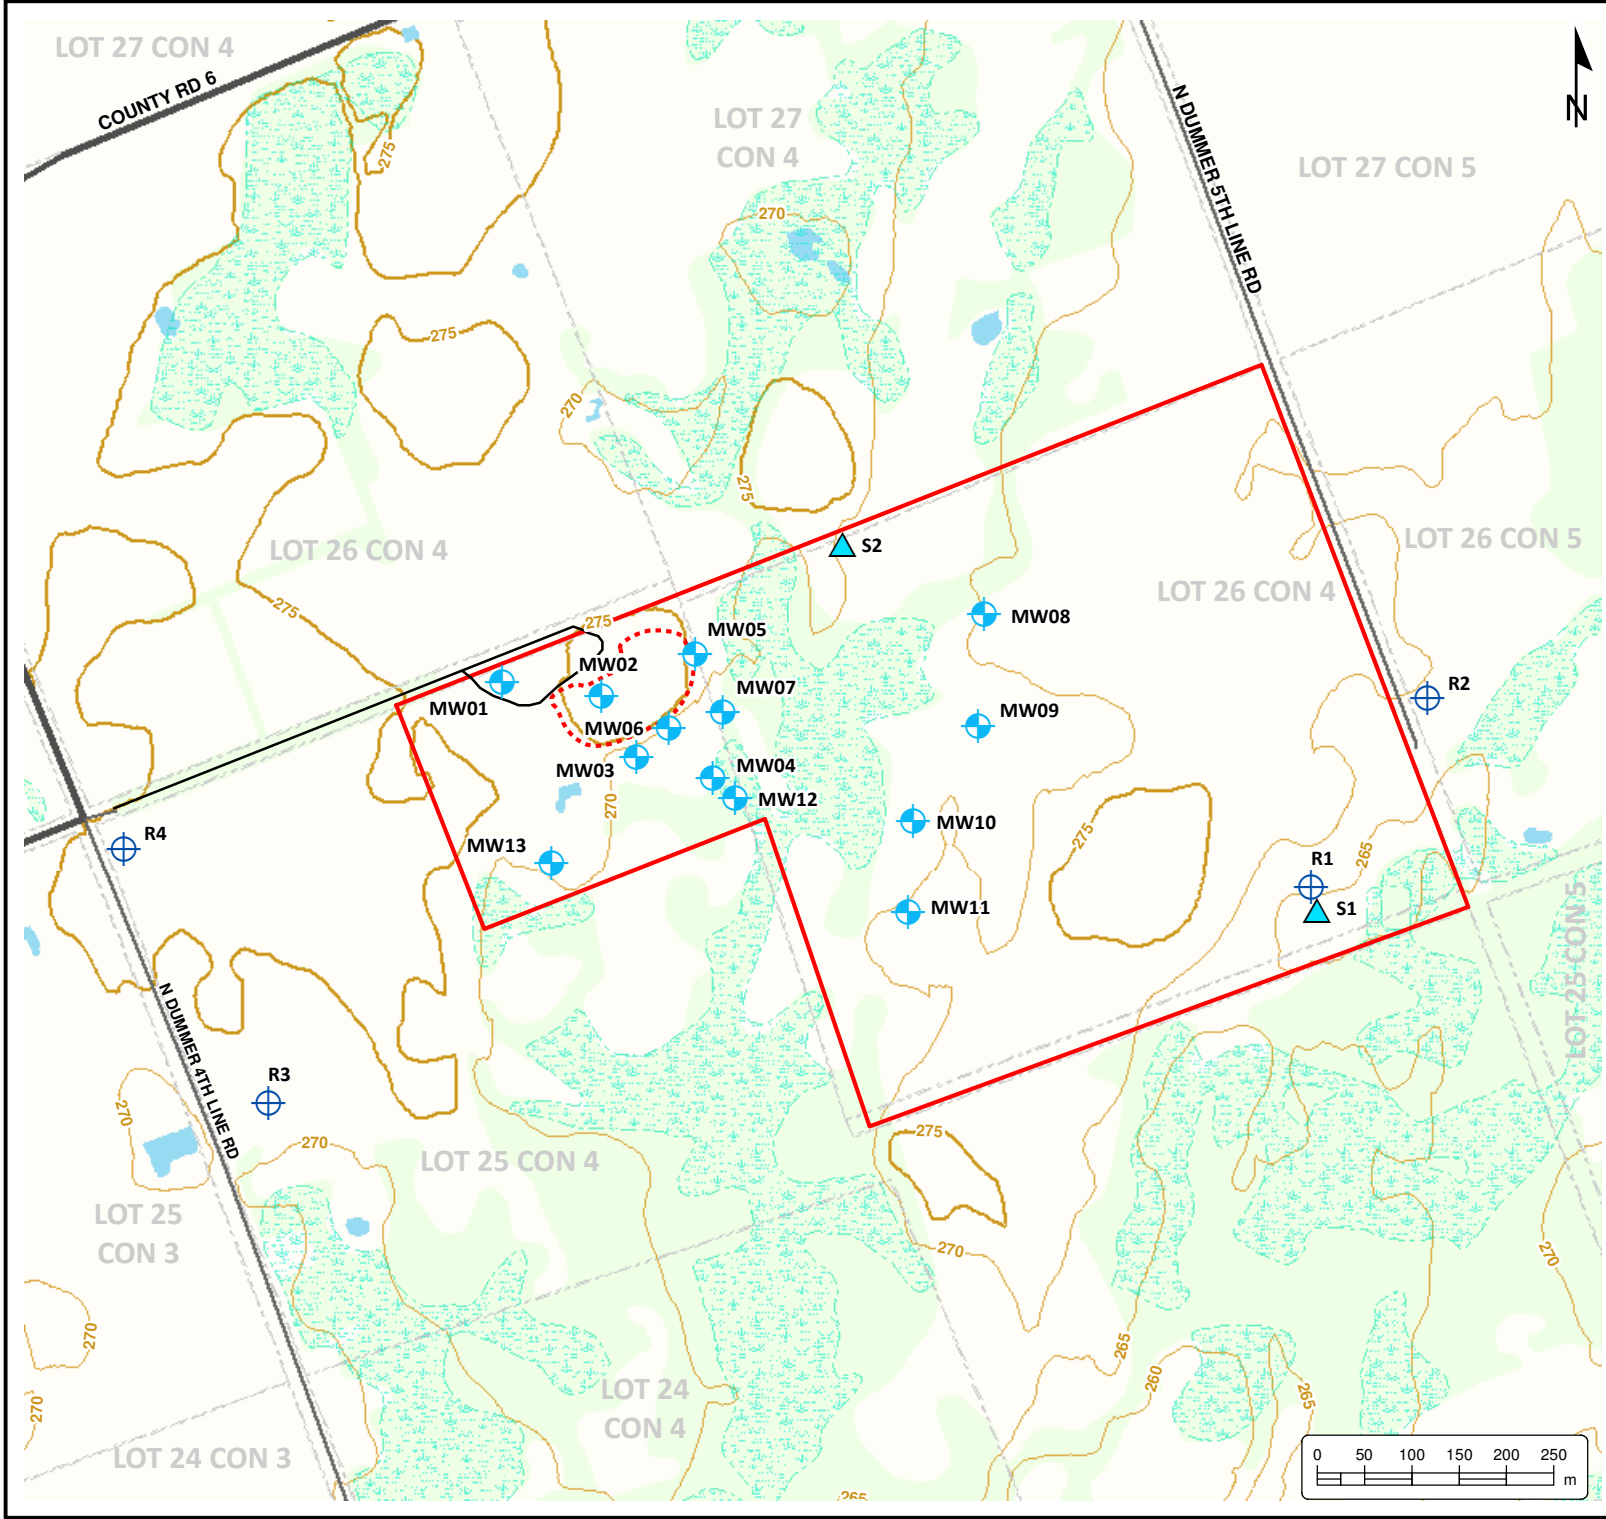 LOT 27 CON 4
COUNTY RD 6
275
LOT 27
CON 4
N DUMMER 5TH LINE RD
N
LOT 27 CON 5
270
275
270
275
LOT 26 CON 4
275
S2
LOT 26 CON 5
LOT 26 CON 4
275
MW05
MW08
MW02
MW01
MW07
MW09
R2
MW06
MW03
MW04
MW12
270
MW10
275
265
R4
MW13
MW11
R1
S1
LOT 25 CON 5
N DUMMER 4TH LINE RD
R3
270
270
LOT 25 CON 4
275
LOT 25
CON 3
270
270
270
265
260
265
270
LOT 24
CON 4
LOT 24 CON 3
265
0 50 100 150 200 250
m